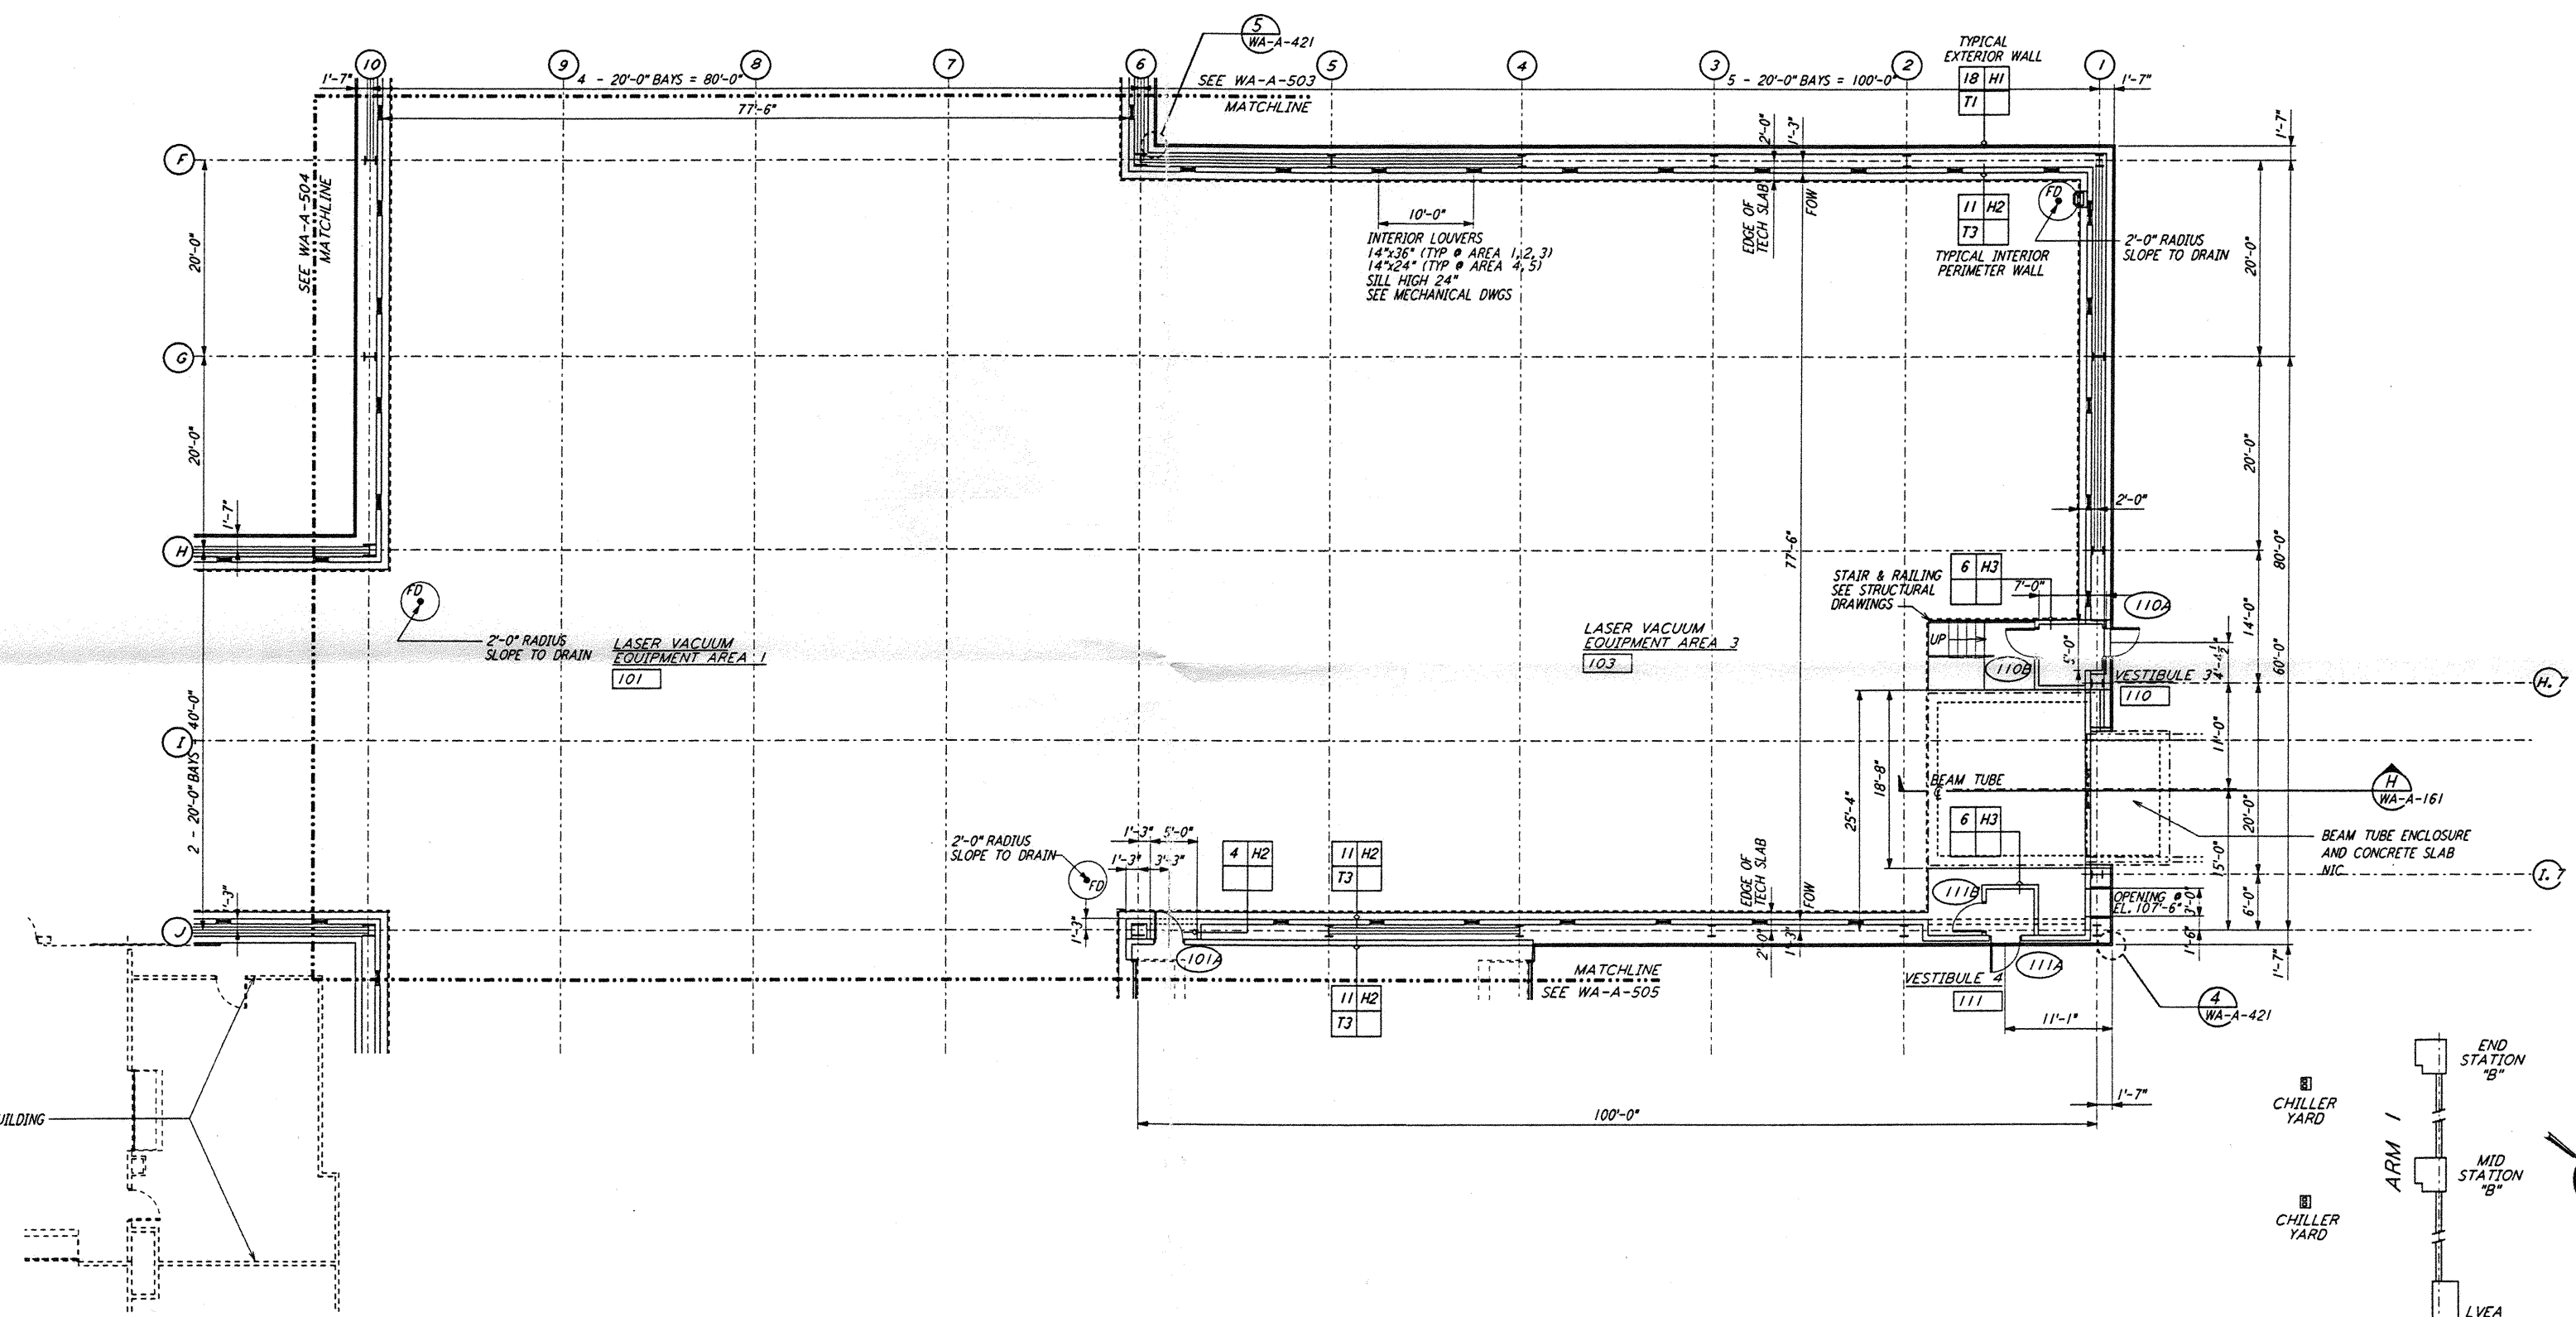 5
WA-A-421
10
9
8
7
6
5
4
3
2
1
1'-7"
4 - 20'-0" BAYS = 80'-0"
SEE WA-A-503
MATCHLINE
5 - 20'-0" BAYS = 100'-0"
1'-7"
77'-6"
TYPICAL
EXTERIOR WALL
18 H1
T1
F
G
H
I
J
20'-0"
20'-0"
2 - 20'-0" BAYS 40'-0"
SEE WA-A-504
MATCHLINE
1'-7"
1'-3"
10'-0"
INTERIOR LOUVERS
14"x36" (TYP @ AREA 1,2,3)
14"x24" (TYP @ AREA 4,5)
SILL HIGH 24"
SEE MECHANICAL DWGS
2'-0"
1'-3"
EDGE OF
TECH SLAB
FOW
11 H2
T3
TYPICAL INTERIOR
PERIMETER WALL
FD
2'-0" RADIUS
SLOPE TO DRAIN
1'-7"
20'-0"
20'-0"
2'-0"
80'-0"
77'-6"
FD
2'-0" RADIUS
SLOPE TO DRAIN
LASER VACUUM
EQUIPMENT AREA 1
101
LASER VACUUM
EQUIPMENT AREA 3
103
STAIR & RAILING
SEE STRUCTURAL
DRAWINGS
6 H3
7'-0"
110A
UP
110B
5'-0"
14'-0"
4'-4 1/2"
60'-0"
VESTIBULE 3
110
H.7
25'-4"
18'-8"
11'-0"
BEAM TUBE
H
WA-A-161
6 H3
20'-0"
15'-0"
BEAM TUBE ENCLOSURE
AND CONCRETE SLAB
NIC
I.7
2'-0" RADIUS
SLOPE TO DRAIN
FD
1'-3" 5'-0"
1'-3" 3'-3"
1'-3"
4 H2
11 H2
T3
EDGE OF
TECH SLAB
FOW
2'-0"
1'-3"
111B
OPENING @
EL. 107'-6"
3'-0"
6'-0"
1'-6"
1'-7"
101A
MATCHLINE
SEE WA-A-505
11 H2
T3
VESTIBULE 4
111
111A
11'-1"
4
WA-A-421
1'-7"
100'-0"
UILDING
END
STATION
"B"
CHILLER
YARD
ARM 1
MID
STATION
"B"
CHILLER
YARD
LVEA